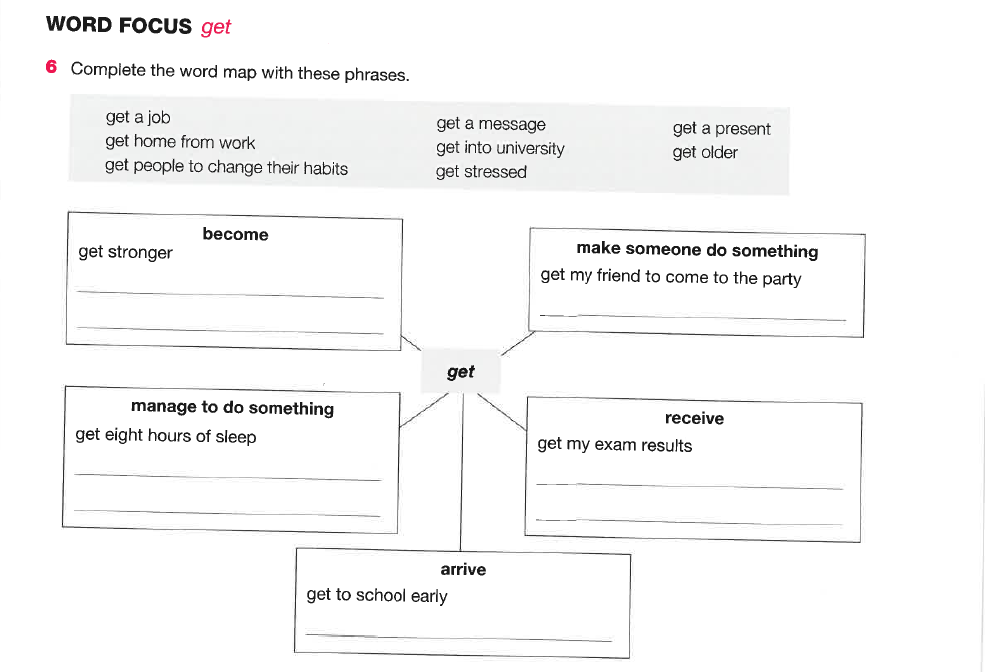 WORD FOCUS get
6 Complete the word map with these phrases.
get a job
get home from work
get people to change their habits
get a message
get into university
get stressed
get a present
get older
become
get stronger
make someone do something
get my friend to come to the party
get
manage to do something
get eight hours of sleep
receive
get my exam results
arrive
get to school early